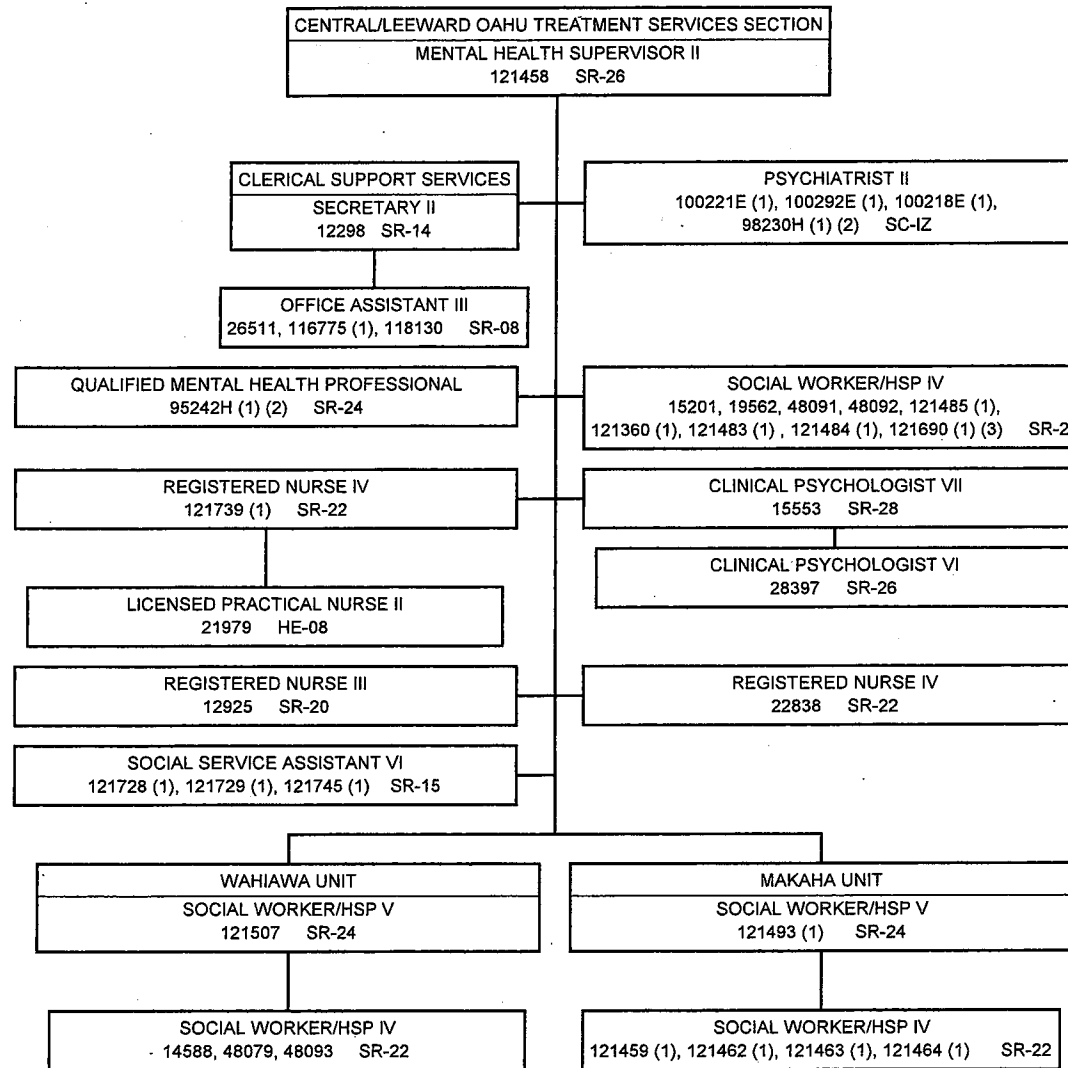 CENTRAL/LEEWARD OAHU TREATMENT SERVICES SECTION
MENTAL HEALTH SUPERVISOR II
121458 SR-26
CLERICAL SUPPORT SERVICES
SECRETARY II
12298 SR-14
PSYCHIATRIST II
100221E (1), 100292E (1), 100218E (1),
98230H (1) (2) SC-IZ
OFFICE ASSISTANT III
26511, 116775 (1), 118130 SR-08
QUALIFIED MENTAL HEALTH PROFESSIONAL
95242H (1) (2) SR-24
SOCIAL WORKER/HSP IV
15201, 19562, 48091, 48092, 121485 (1),
121360 (1), 121483 (1) , 121484 (1), 121690 (1) (3) SR-2
REGISTERED NURSE IV
121739 (1) SR-22
CLINICAL PSYCHOLOGIST VII
15553 SR-28
CLINICAL PSYCHOLOGIST VI
28397 SR-26
LICENSED PRACTICAL NURSE II
21979 HE-08
REGISTERED NURSE III
12925 SR-20
REGISTERED NURSE IV
22838 SR-22
SOCIAL SERVICE ASSISTANT VI
121728 (1), 121729 (1), 121745 (1) SR-15
WAHIAWA UNIT
SOCIAL WORKER/HSP V
121507 SR-24
MAKAHA UNIT
SOCIAL WORKER/HSP V
121493 (1) SR-24
SOCIAL WORKER/HSP IV
14588, 48079, 48093 SR-22
SOCIAL WORKER/HSP IV
121459 (1), 121462 (1), 121463 (1), 121464 (1) SR-22